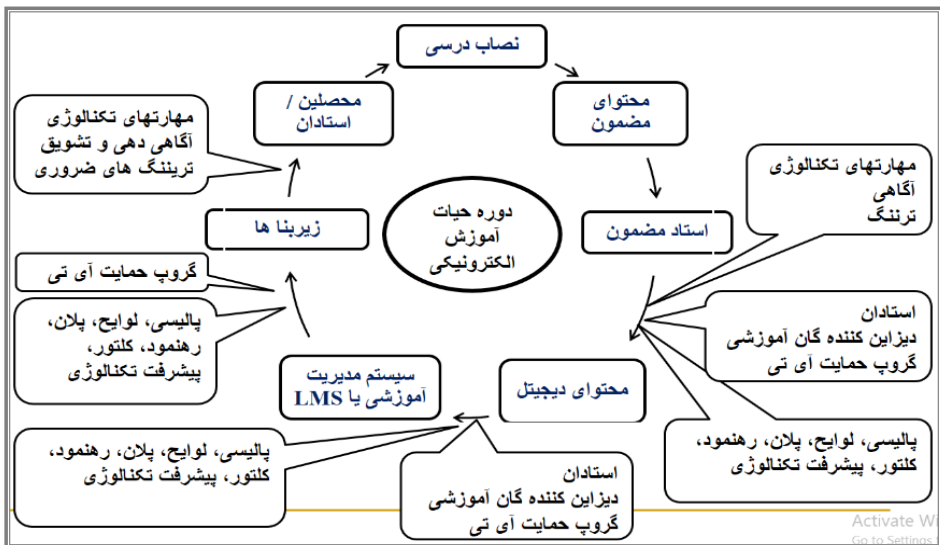 نصاب درسی
محتوای
مضمون
استاد مضمون
محتوای دیجیتل
سیستم مدیریت
آموزشی یا LMS
زیربنا ها
محصلین /
استادان
دوره حیات
آموزش
الکترونیکی
مهارتهای تکنالوژی
آگاهی
ترننگ
استادان
دیزاین کننده گان آموزشی
گروپ حمایت آی تی
پالیسی، لوایح، پلان، رهنمود،
کلتور، پیشرفت تکنالوژی
استادان
دیزاین کننده گان آموزشی
گروپ حمایت آی تی
پالیسی، لوایح، پلان، رهنمود،
کلتور، پیشرفت تکنالوژی
گروپ حمایت آی تی
پالیسی، لوایح، پلان،
رهنمود، کلتور،
پیشرفت تکنالوژی
مهارتهای تکنالوژی
آگاهی دهی و تشویق
تریننگ های ضروری
Activate Wi
Go to Settings